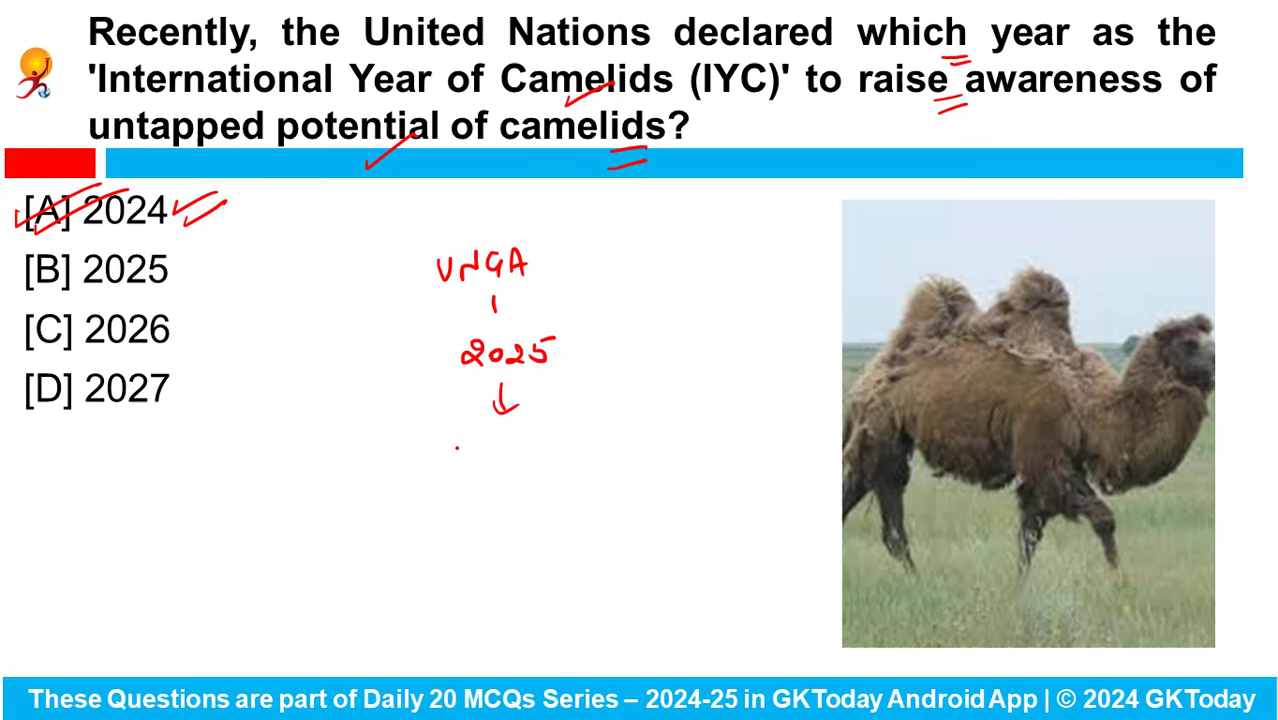 Recently, the United Nations declared which year as the
'International Year of Camelids (IYC)' to raise awareness of
untapped potential of camelids?
[A] 2024
[B] 2025
[C] 2026
[D] 2027
UNGA
2025
These Questions are part of Daily 20 MCQs Series – 2024-25 in GKToday Android App | © 2024 GKToday